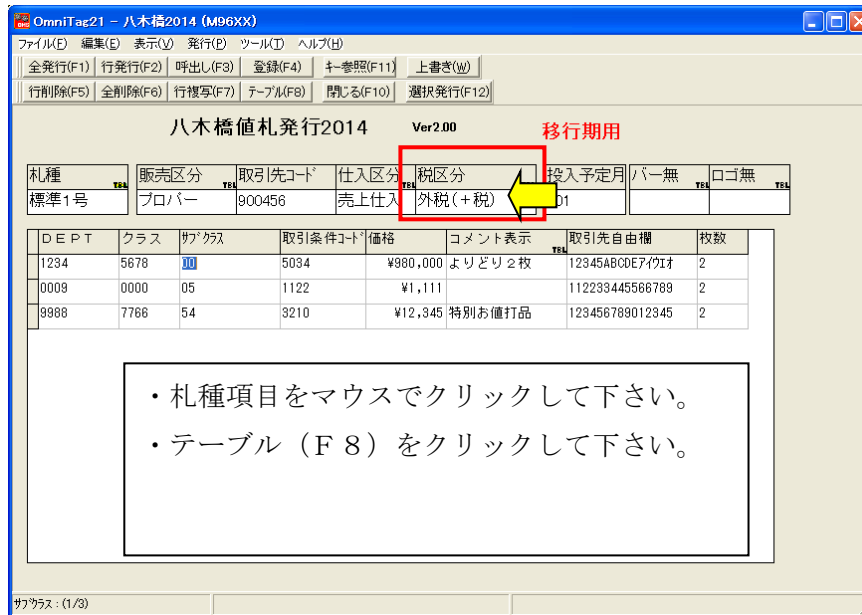 OmniTag21 - 八木橋2014 (M96XX)
ファイル(F) 編集(E) 表示(V) 発行(P) ツール(T) ヘルプ(H)
全発行(F1) 行発行(F2) 呼出し(F3) 登録(F4) キー参照(F11) 上書き(W)
行削除(F5) 全削除(F6) 行複写(F7) テーブル(F8) 閉じる(F10) 選択発行(F12)
八木橋値札発行2014 Ver2.00 移行期用
札種 TBL 販売区分 TBL 取引先コード 仕入区分 TBL 税区分 投入予定月 バー無 TBL ロゴ無 TBL
標準1号 プロパー 900456 売上仕入 外税(+税) 01
DEPT クラス サブクラス 取引条件コード 価格 コメント表示 TBL 取引先自由欄 枚数
1234 5678 00 5034 ¥980,000 よりどり2枚 12345ABCDEアイウエオ 2
0009 0000 05 1122 ¥1,111 112233445566789 2
9988 7766 54 3210 ¥12,345 特別お値打品 123456789012345 2
・札種項目をマウスでクリックして下さい。
・テーブル(F8)をクリックして下さい。
サブクラス : (1/3)